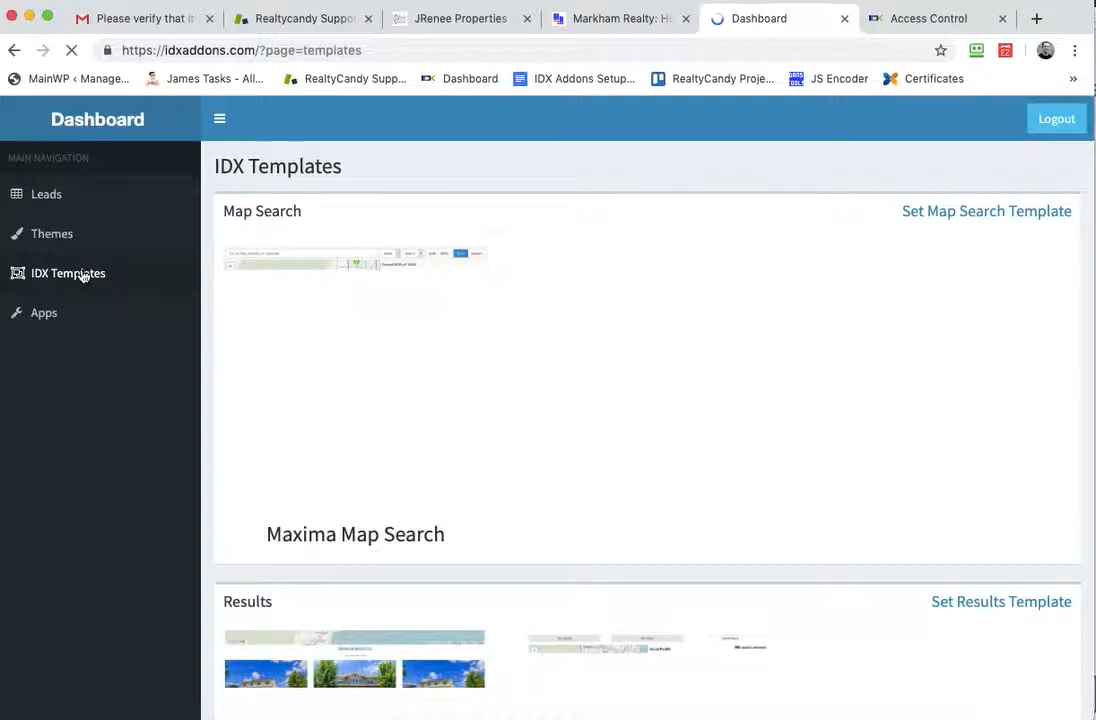 Please verify that i
Realtycandy Suppo
JRenee Properties
Markham Realty: H
Dashboard
Access Control
https://idxaddons.com/?page=templates
MainWP ‹ Manage...
James Tasks - All...
RealtyCandy Supp...
Dashboard
IDX Addons Setup...
RealtyCandy Proje...
JS Encoder
Certificates
Dashboard
Logout
MAIN NAVIGATION
Leads
Themes
IDX Templates
Apps
IDX Templates
Map Search
Set Map Search Template
Maxima Map Search
Results
Set Results Template